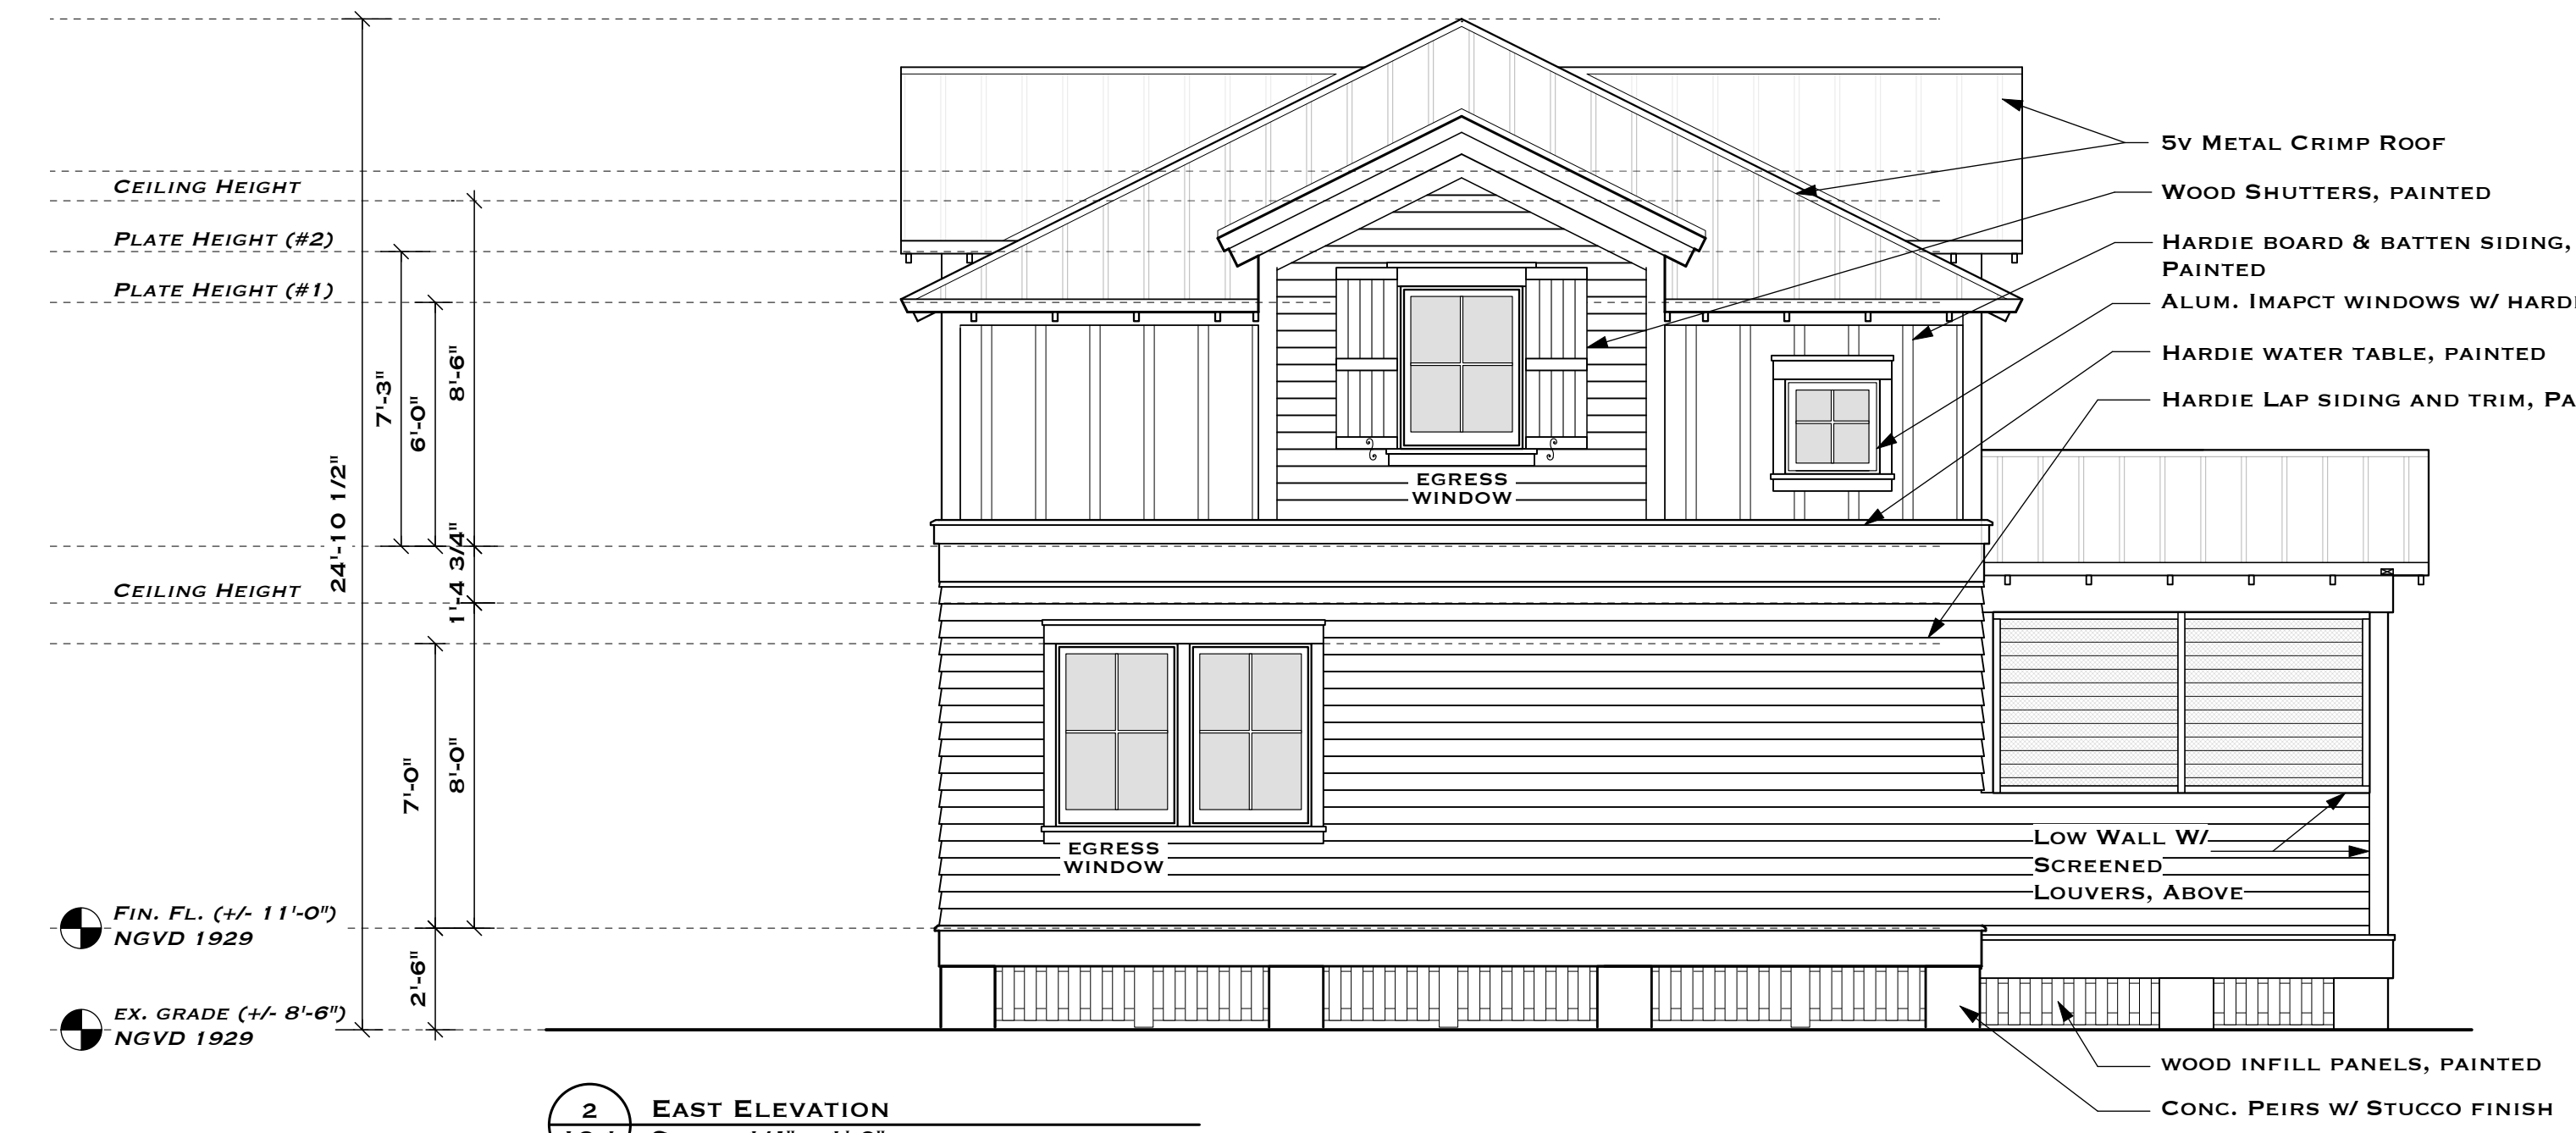 5v Metal Crimp Roof
Wood Shutters, painted
Hardie board & batten siding,
Painted
Alum. Imapct windows w/
Hardie water table, painted
Hardie Lap siding and trim,
Ceiling Height
Plate Height (#2)
Plate Height (#1)
7'-3"
6'-0"
8'-6"
24'-10 1/2"
1'-4 3/4"
Ceiling Height
7'-0"
8'-0"
2'-6"
Egress
Window
Egress
Window
Low Wall W/
Screened
Louvers, Above
Fin. Fl. (+/- 11'-0")
NGVD 1929
Ex. grade (+/- 8'-6")
NGVD 1929
wood infill panels, painted
Conc. Peirs w/ Stucco finish
2
East Elevation